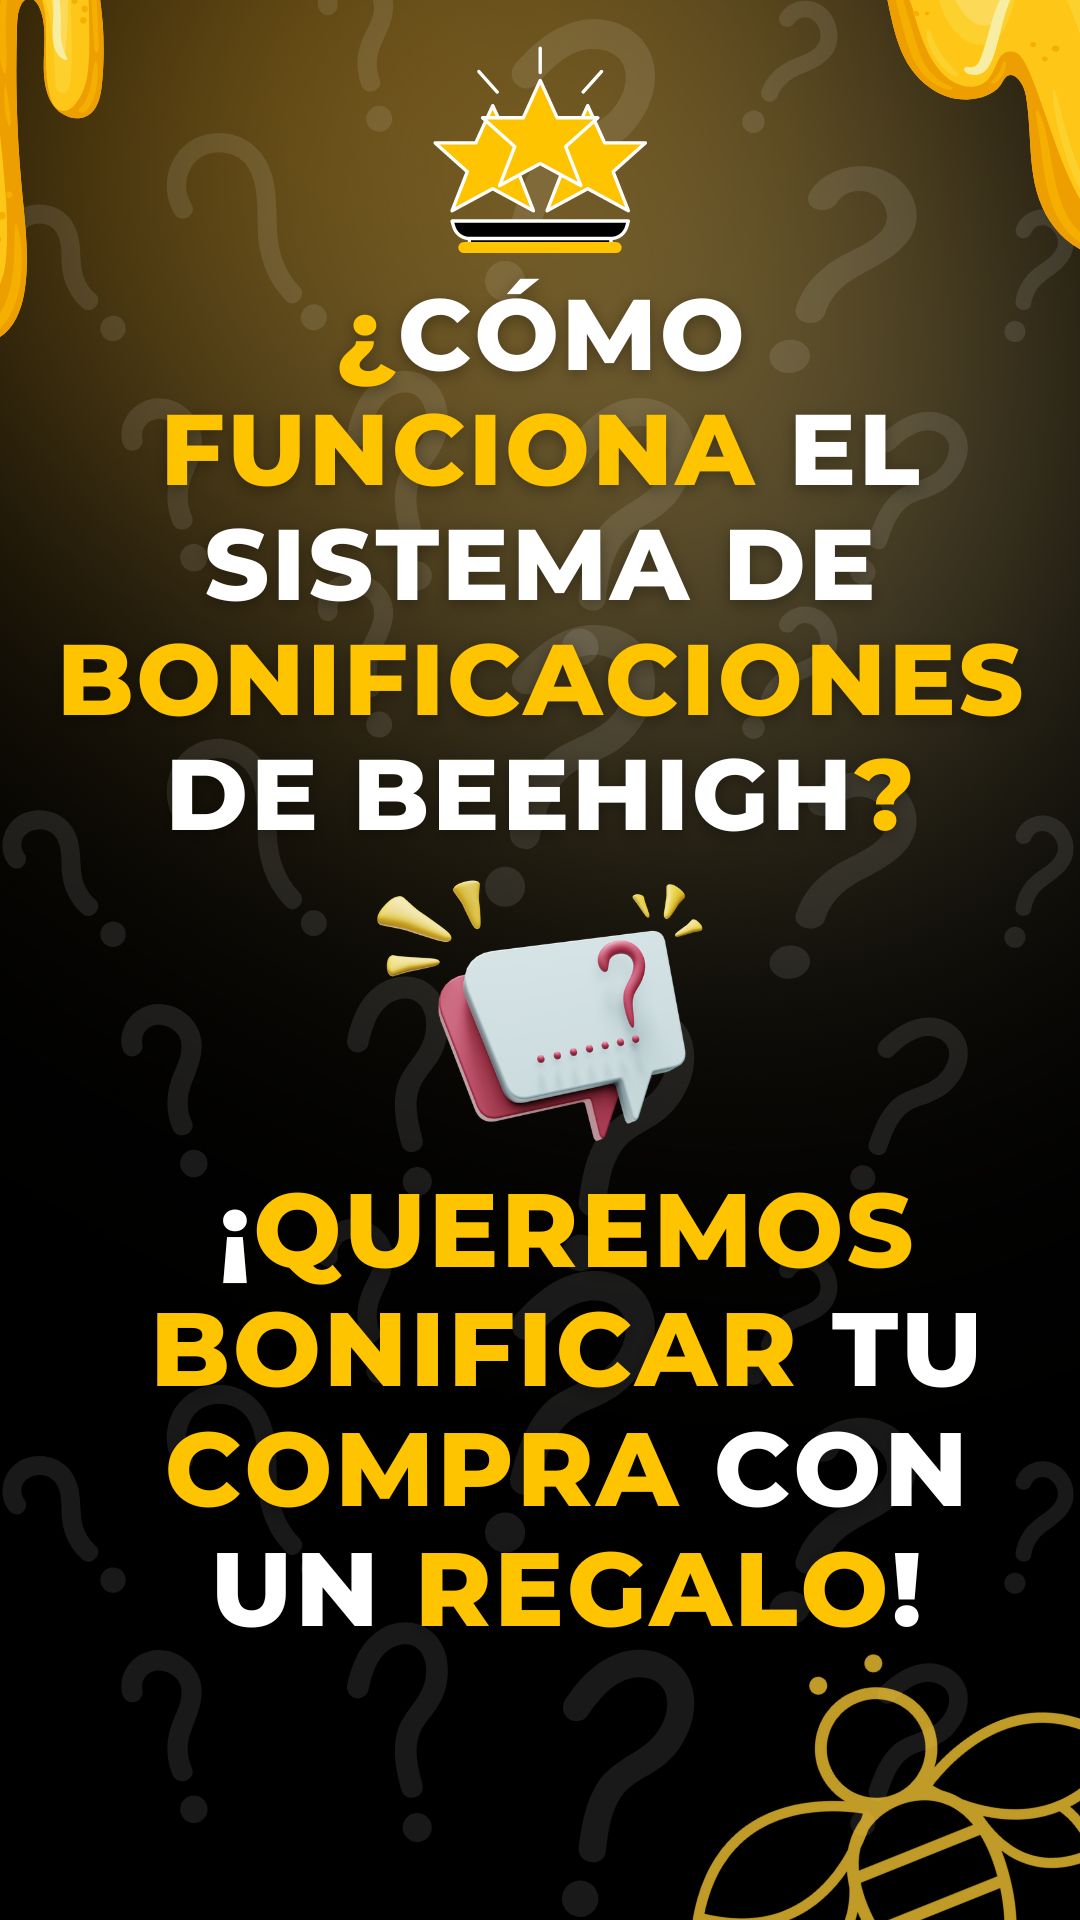 ¿CÓMO
FUNCIONA EL
SISTEMA DE
BONIFICACIONES
DE BEEHIGH?
?
¡QUEREMOS
BONIFICAR TU
COMPRA CON
UN REGALO!